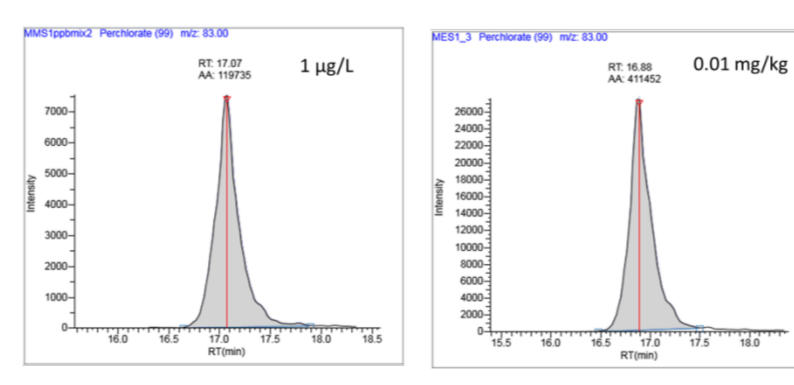 MMS1ppbmix2 Perchlorate (99) m/z: 83.00
RT: 17.07
AA: 119735
1 µg/L
7000
6000
5000
4000
3000
2000
1000
0
Intensity
16.0 16.5 17.0 17.5 18.0 18.5
RT(min)
MES1_3 Perchlorate (99) m/z: 83.00
RT: 16.88
AA: 411452
0.01 mg/kg
26000
24000
22000
20000
18000
16000
14000
12000
10000
8000
6000
4000
2000
0
Intensity
15.5 16.0 16.5 17.0 17.5 18.0
RT(min)